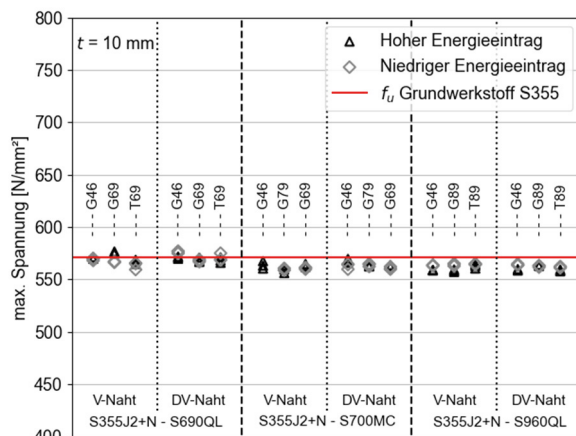 800
t = 10 mm
Hoher Energieeintrag
Niedriger Energieeintrag
f_u Grundwerkstoff S355
750
700
650
600
550
500
450
400
max. Spannung [N/mm²]
G46 G69 T69 G46 G69 T69 G46 G79 G69 G46 G79 G69 G46 G89 T89 G46 G89 T89
V-Naht DV-Naht V-Naht DV-Naht V-Naht DV-Naht
S355J2+N - S690QL S355J2+N - S700MC S355J2+N - S960QL